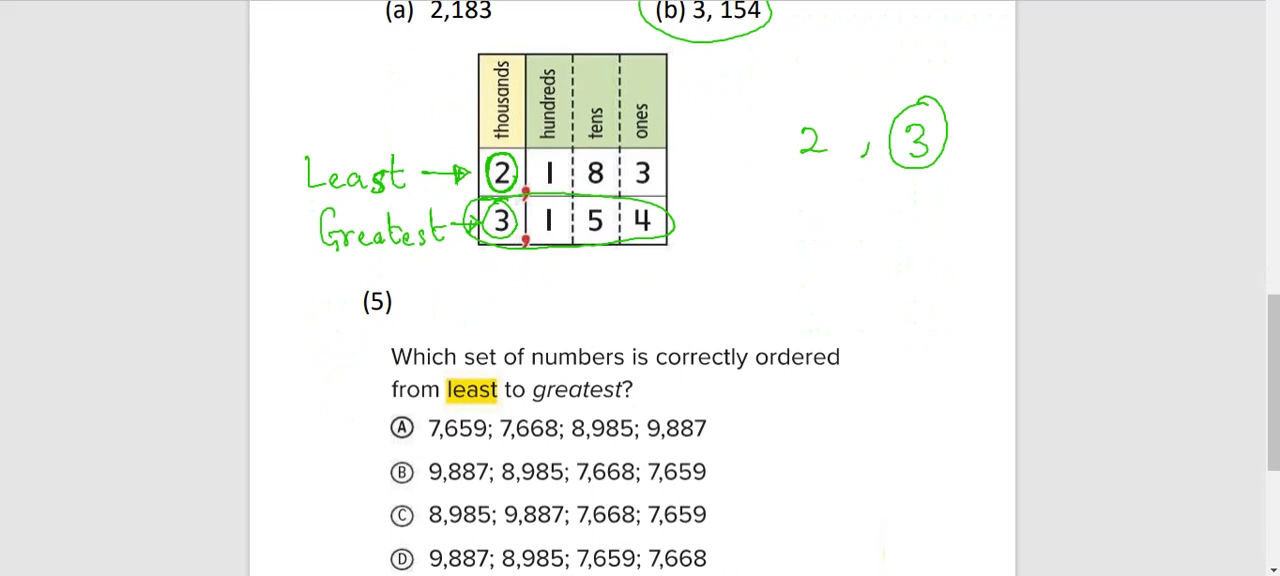 (a) 2,183 (b) 3, 154
thousands hundreds tens ones
2 , 3
Least 2, 1 8 3
Greatest 3, 1 5 4
(5)
Which set of numbers is correctly ordered
from least to greatest?
A 7,659; 7,668; 8,985; 9,887
B 9,887; 8,985; 7,668; 7,659
C 8,985; 9,887; 7,668; 7,659
D 9,887; 8,985; 7,659; 7,668